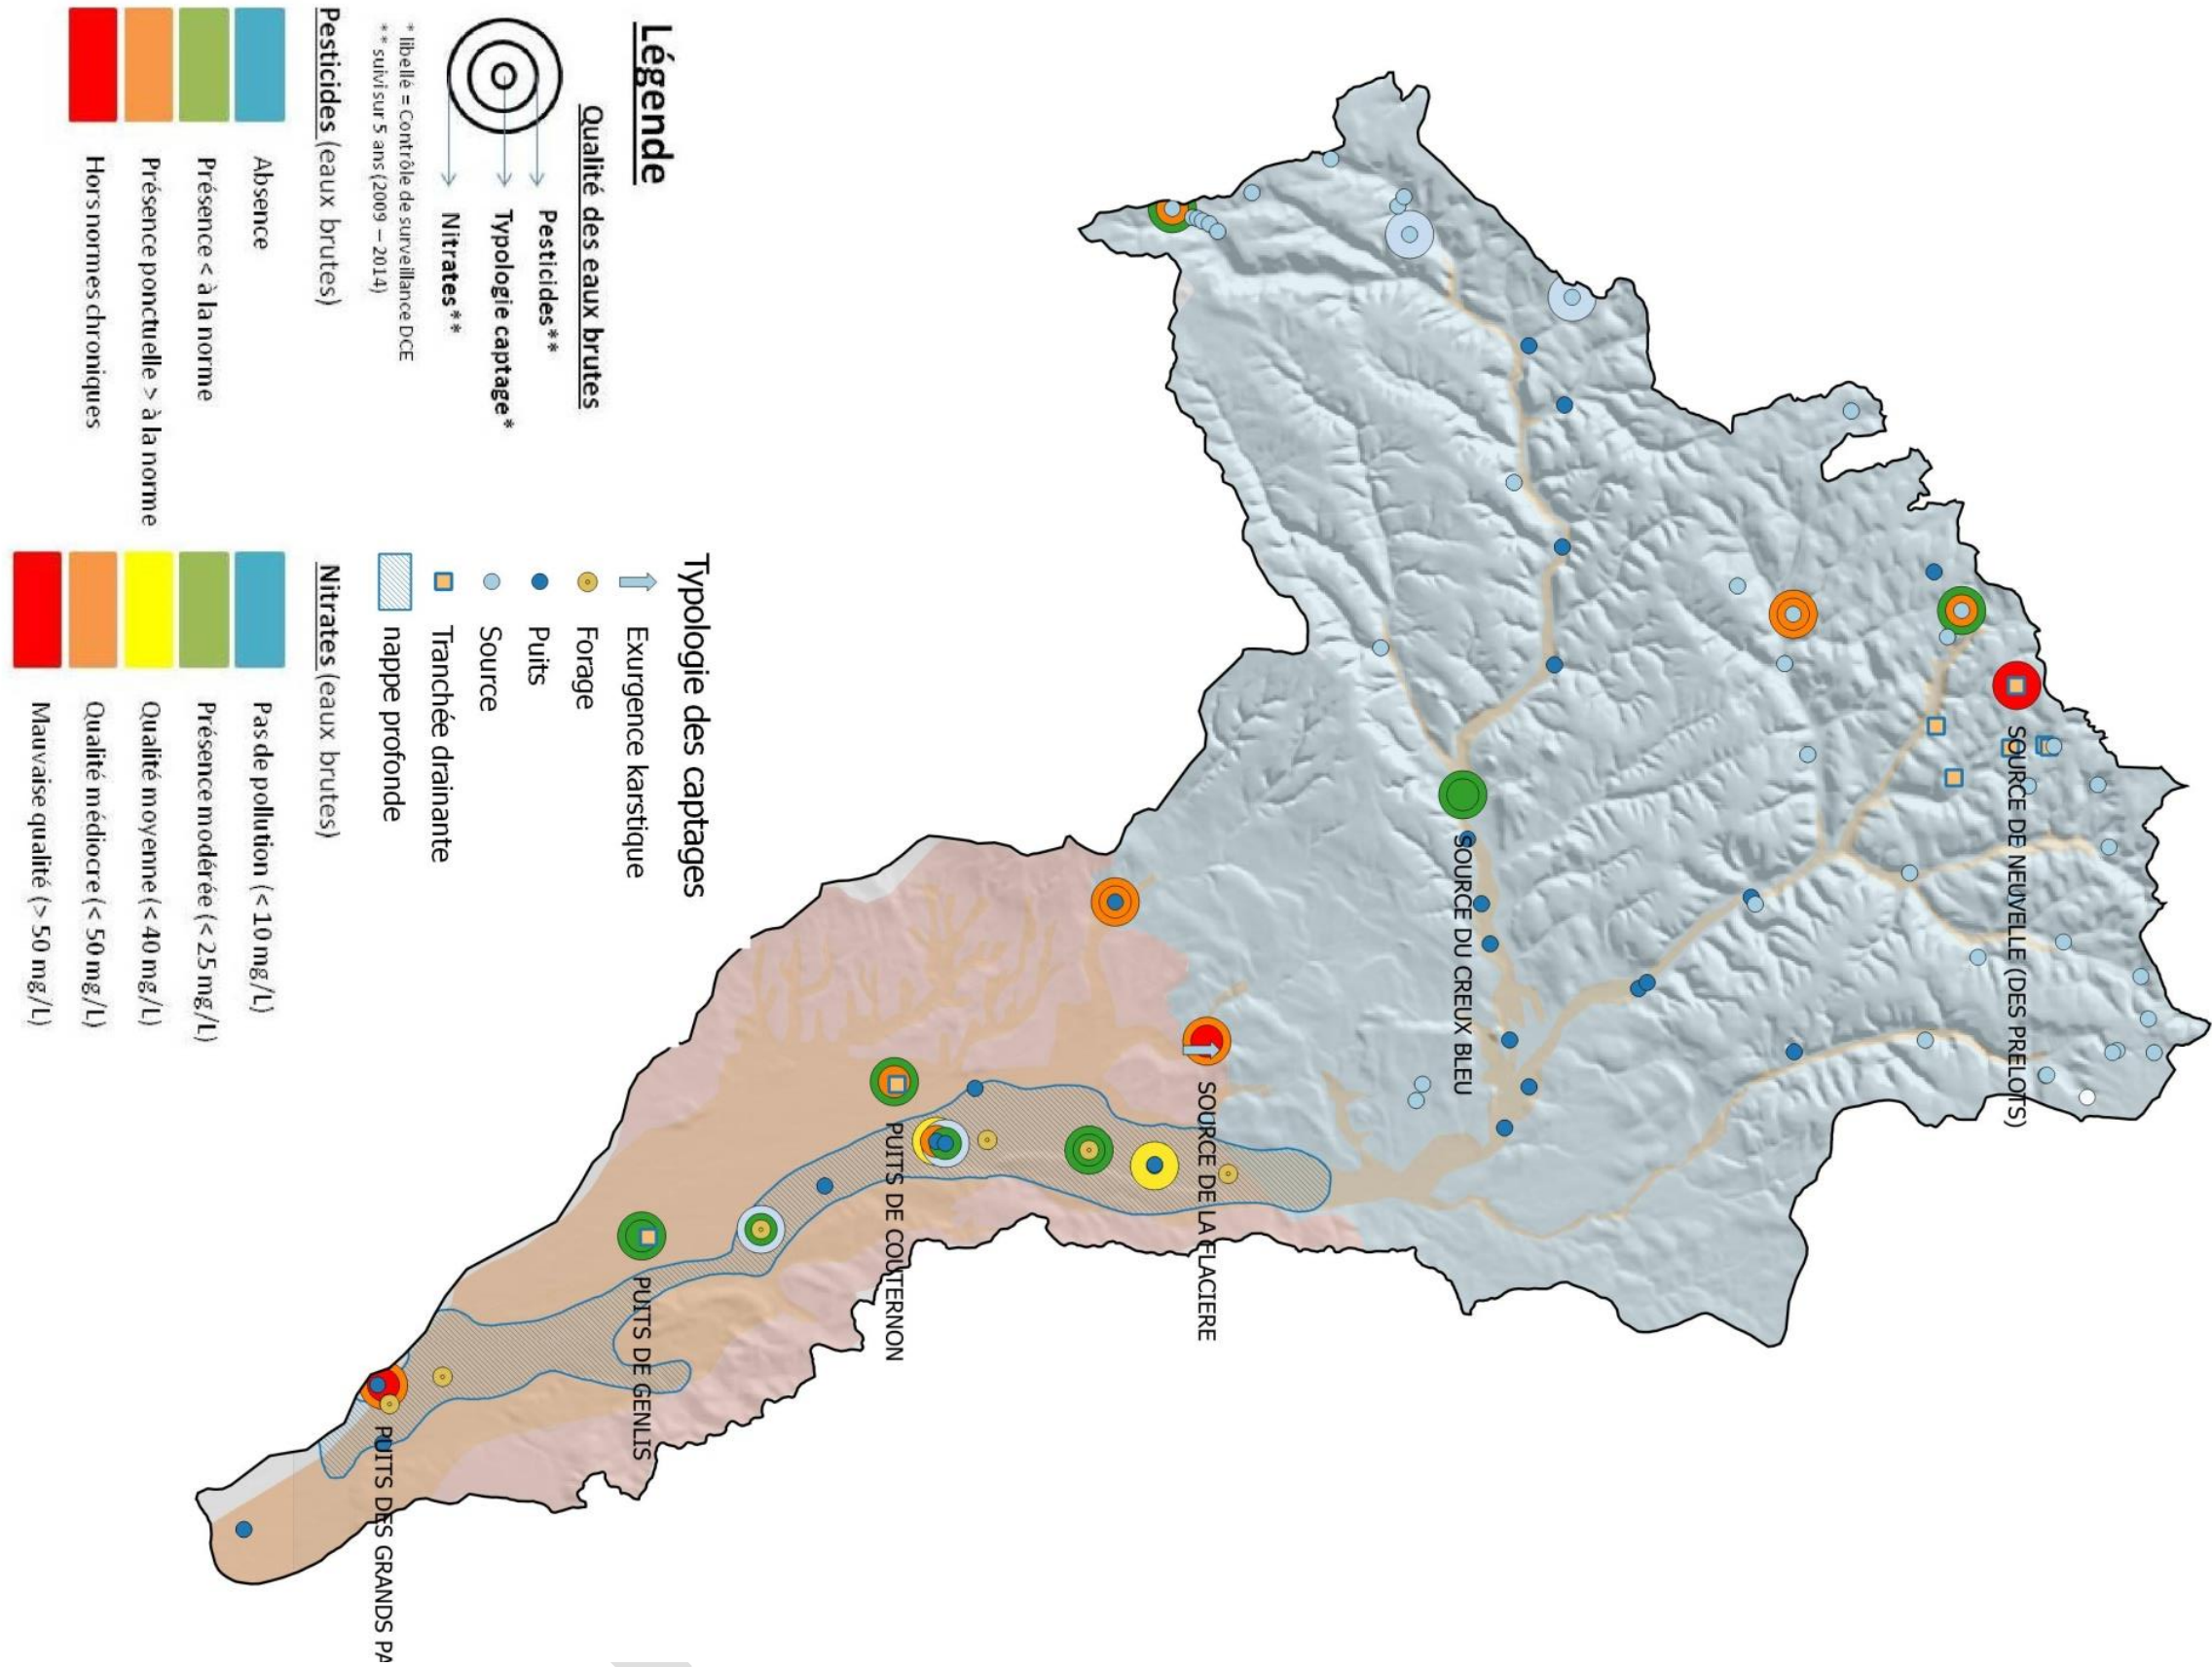 Légende
Qualité des eaux brutes
Pesticides**
Typologie captage*
Nitrates**
* libellé = Contrôle de surveillance DCE
** suivi sur 5 ans (2009 – 2014)
Pesticides (eaux brutes)
Absence
Présence < à la norme
Présence ponctuelle > à la norme
Hors normes chroniques
Typologie des captages
Exurgence karstique
Forage
Puits
Source
Tranchée drainante
nappe profonde
Nitrates (eaux brutes)
Pas de pollution (< 10 mg/L)
Présence modérée (< 25 mg/L)
Qualité moyenne (< 40 mg/L)
Qualité médiocre (< 50 mg/L)
Mauvaise qualité (> 50 mg/L)
SOURCE DE NEUVELLE (DES PRELOTS)
SOURCE DU CREUX BLEU
SOURCE DE LA FLACIERE
PUITS DE COUTERNON
PUITS DE GENLIS
PUITS DES GRANDS PA